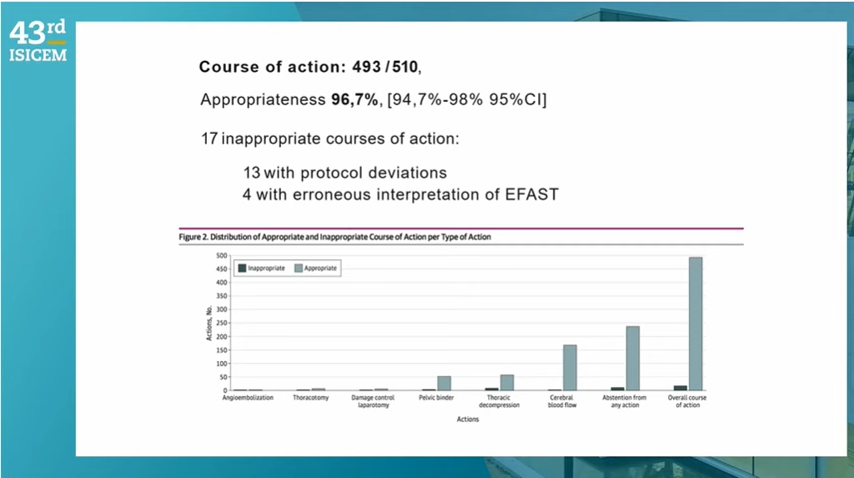 43rd
ISICEM
Course of action: 493/510,
Appropriateness 96,7%, [94,7%-98% 95%CI]
17 inappropriate courses of action:
13 with protocol deviations
4 with erroneous interpretation of EFAST
Figure 2. Distribution of Appropriate and Inappropriate Course of Action per Type of Action
500
450
400
350
300
250
200
150
100
50
0
Actions, No.
Inappropriate
Appropriate
Angioembolization
Thoracotomy
Damage control
laparotomy
Pelvic binder
Thoracic
decompression
Cerebral
blood flow
Abstention from
any action
Overall course
of action
Actions